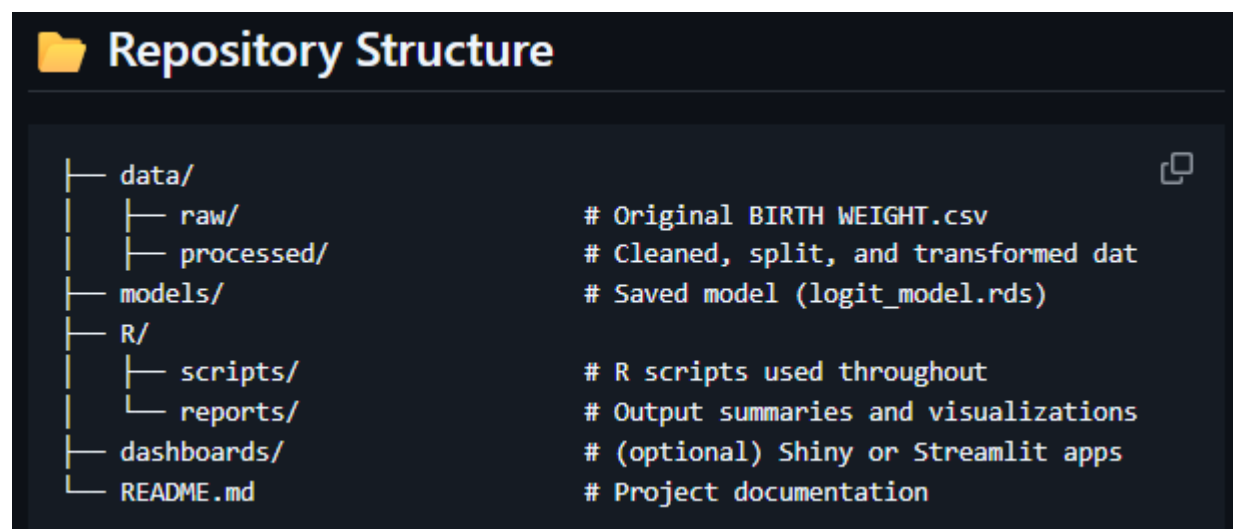 📂 Repository Structure
├── data/
│   ├── raw/                       # Original BIRTH WEIGHT.csv
│   ├── processed/                 # Cleaned, split, and transformed dat
├── models/                        # Saved model (logit_model.rds)
├── R/
│   ├── scripts/                   # R scripts used throughout
│   └── reports/                   # Output summaries and visualizations
├── dashboards/                    # (optional) Shiny or Streamlit apps
└── README.md                      # Project documentation